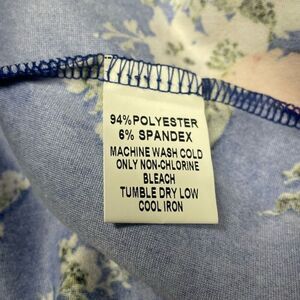 94% POLYESTER
6% SPANDEX
MACHINE WASH COLD
ONLY NON-CHLORINE
BLEACH
TUMBLE DRY LOW
COOL IRON